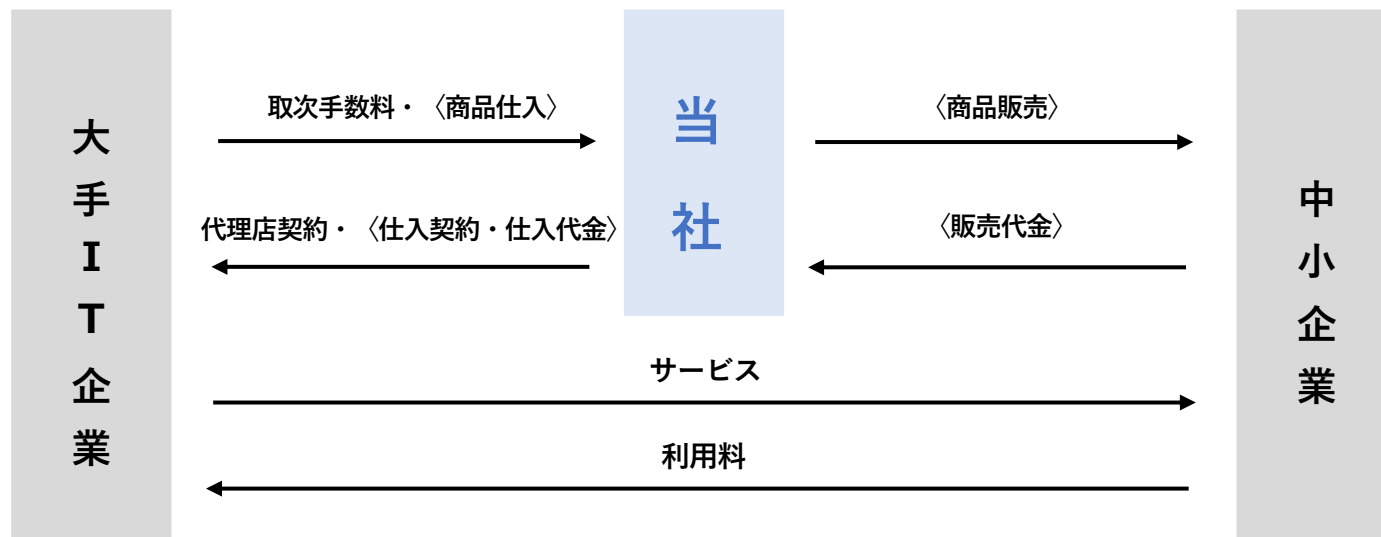 大手ＩＴ企業
取次手数料・〈商品仕入〉
代理店契約・〈仕入契約・仕入代金〉
当社
〈商品販売〉
〈販売代金〉
サービス
利用料
中小企業